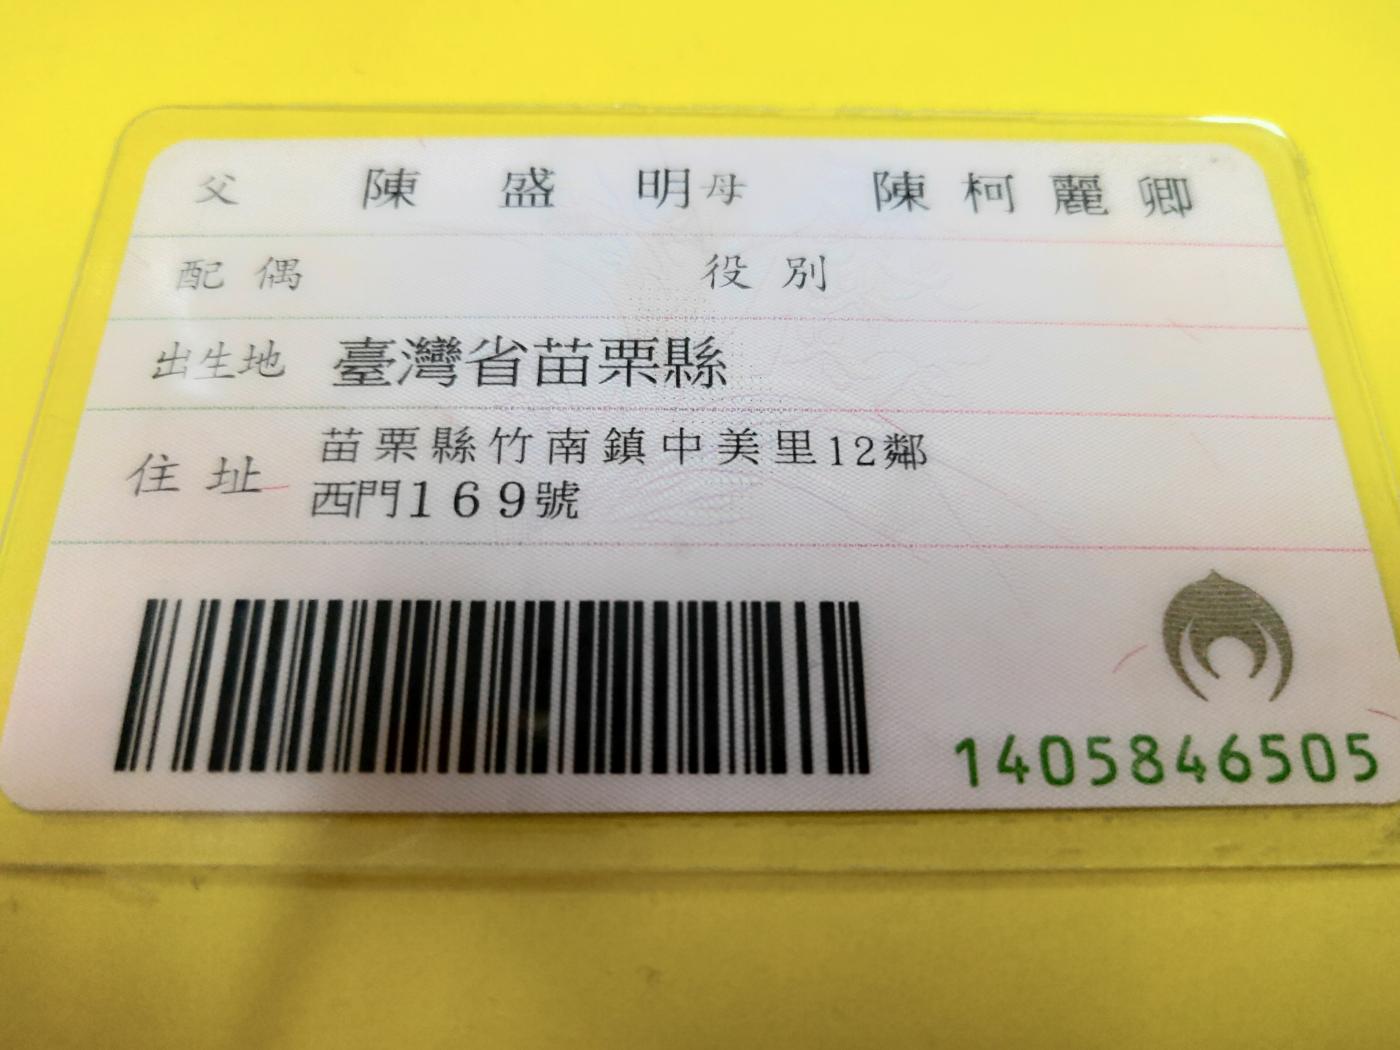 父 陳盛明 母 陳柯麗卿
配偶 役別
出生地 臺灣省苗栗縣
住址 苗栗縣竹南鎮中美里12鄰
西門169號
1405846505